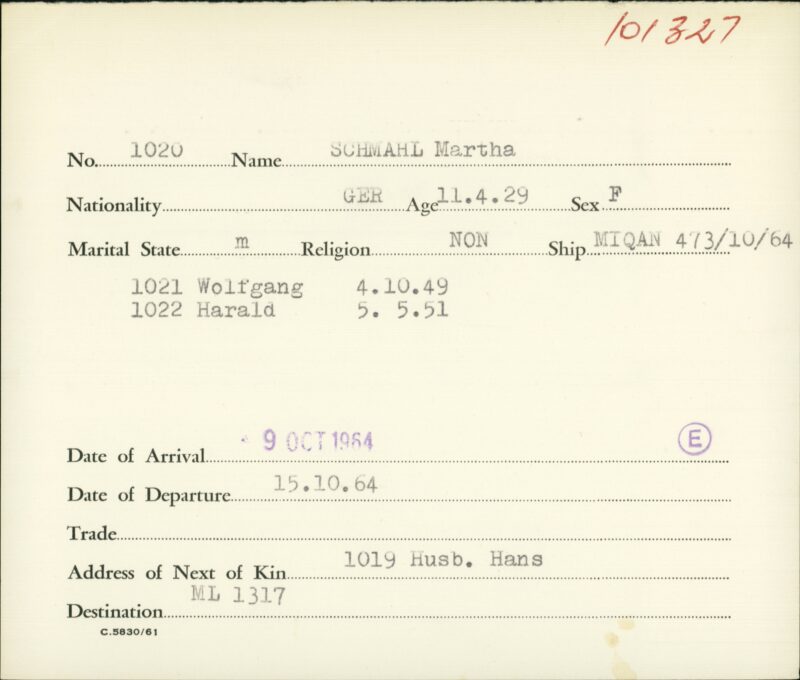 101327
No. 1020 Name SCHMAHL Martha
Nationality GER Age 11.4.29 Sex F
Marital State m Religion NON Ship MIQAN 473/10/64
1021 Wolfgang 4.10.49
1022 Harald 5. 5.51
Date of Arrival 9 OCT 1964 E
Date of Departure 15.10.64
Trade
Address of Next of Kin 1019 Husb. Hans
Destination ML 1317
C.5830/61